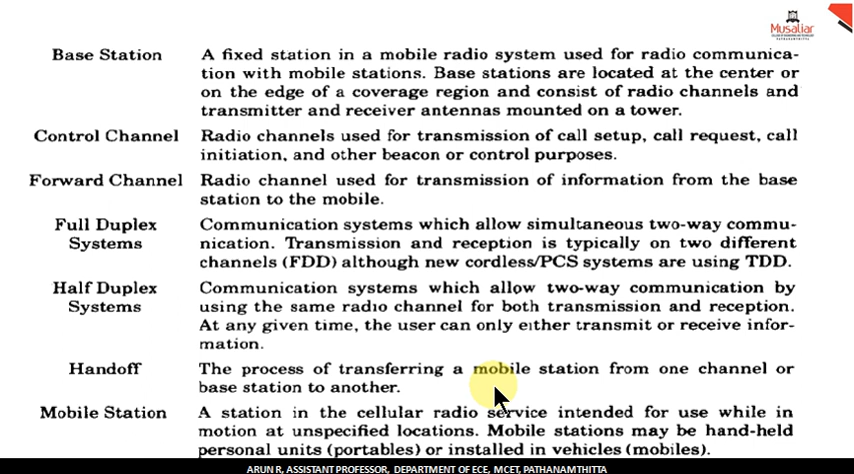 Musaliar
Base Station A fixed station in a mobile radio system used for radio communica-
tion with mobile stations. Base stations are located at the center or
on the edge of a coverage region and consist of radio channels and
transmitter and receiver antennas mounted on a tower.
Control Channel Radio channels used for transmission of call setup, call request, call
initiation, and other beacon or control purposes.
Forward Channel Radio channel used for transmission of information from the base
station to the mobile.
Full Duplex Communication systems which allow simultaneous two-way commu-
Systems nication. Transmission and reception is typically on two different
channels (FDD) although new cordless/PCS systems are using TDD.
Half Duplex Communication systems which allow two-way communication by
Systems using the same radio channel for both transmission and reception.
At any given time, the user can only either transmit or receive infor-
mation.
Handoff The process of transferring a mobile station from one channel or
base station to another.
Mobile Station A station in the cellular radio service intended for use while in
motion at unspecified locations. Mobile stations may be hand-held
personal units (portables) or installed in vehicles (mobiles).
ARUN R, ASSISTANT PROFESSOR, DEPARTMENT OF ECE, MCET, PATHANAMTHITTA